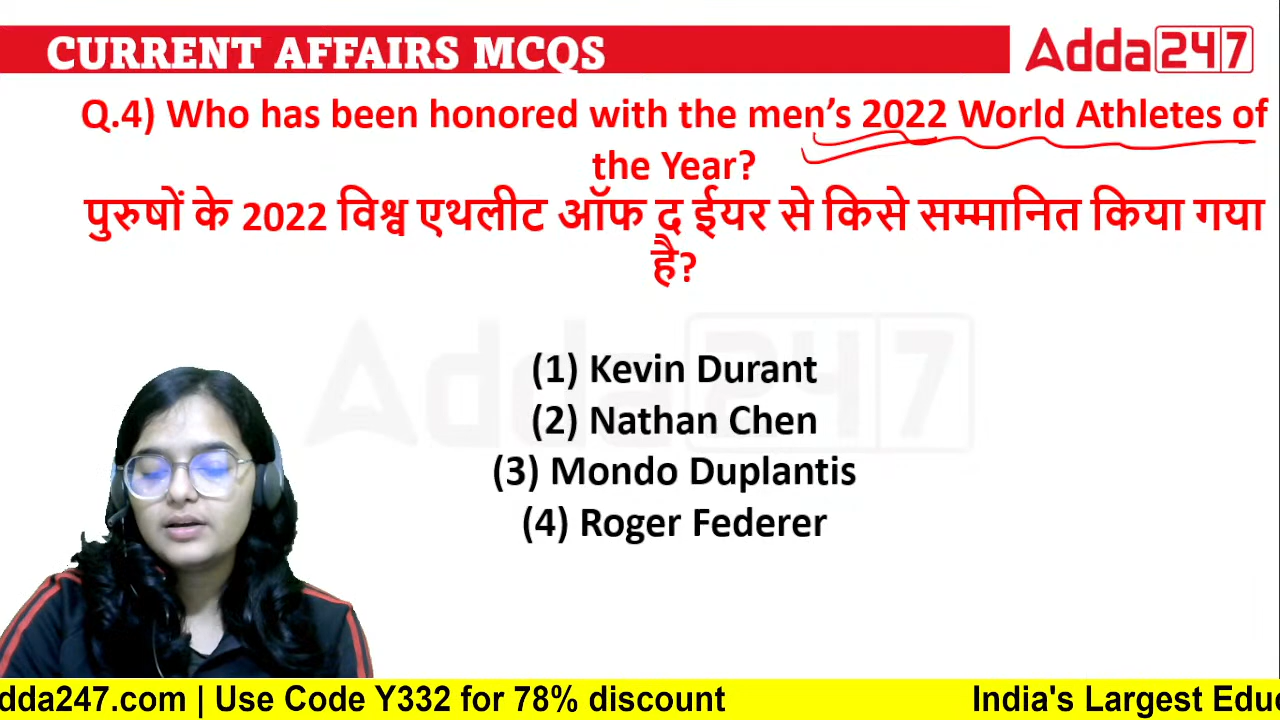 CURRENT AFFAIRS MCQS
Adda247
Q.4) Who has been honored with the men’s 2022 World Athletes of
the Year?
पुरुषों के 2022 विश्व एथलीट ऑफ द ईयर से किसे सम्मानित किया गया
है?
Adda247
(1) Kevin Durant
(2) Nathan Chen
(3) Mondo Duplantis
(4) Roger Federer
dda247.com | Use Code Y332 for 78% discount
India's Largest Educ